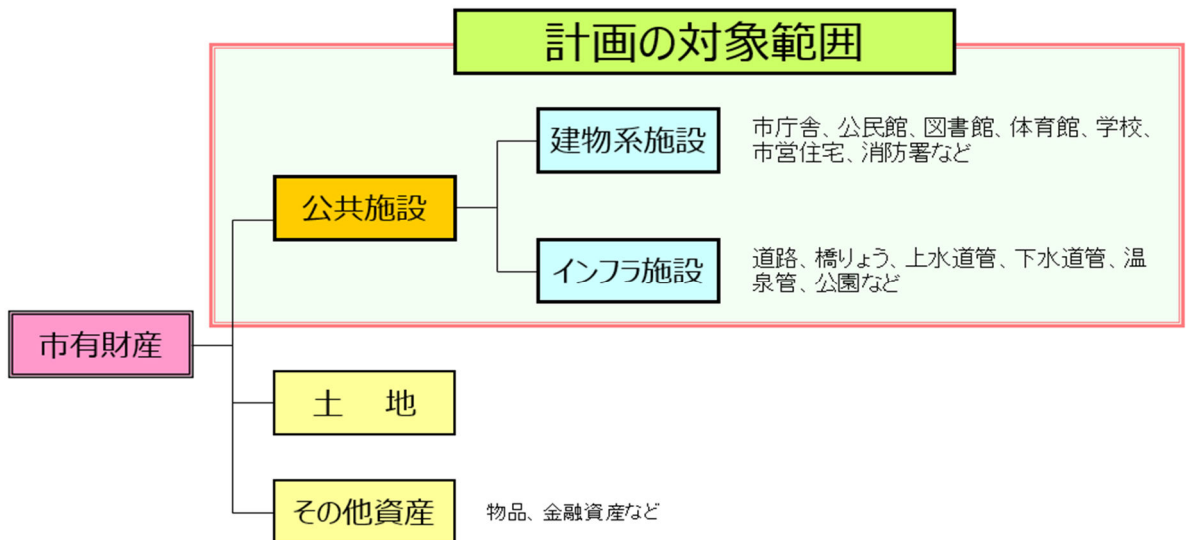 計画の対象範囲
建物系施設
市庁舎、公民館、図書館、体育館、学校、
市営住宅、消防署など
公共施設
インフラ施設
道路、橋りょう、上水道管、下水道管、温
泉管、公園など
市有財産
土　地
その他資産
物品、金融資産など